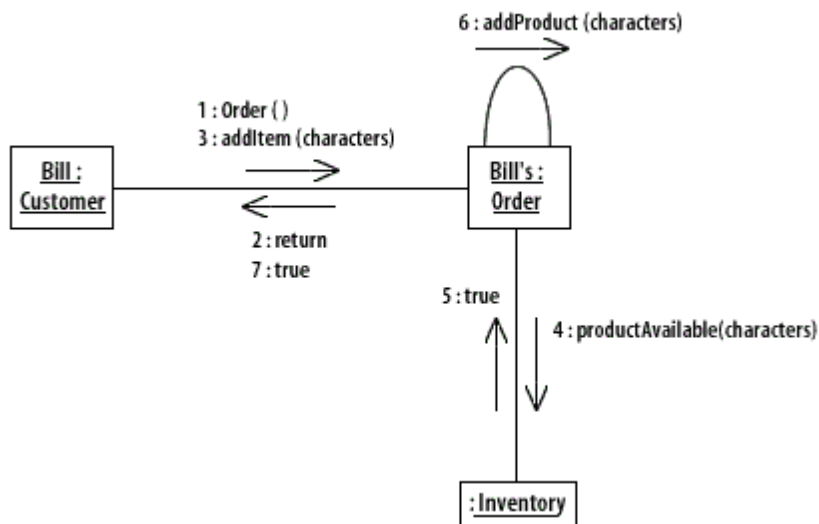 6 : addProduct (characters)
1 : Order ( )
3 : addItem (characters)
Bill :
Customer
Bill's :
Order
2 : return
7 : true
5 : true
4 : productAvailable(characters)
: Inventory